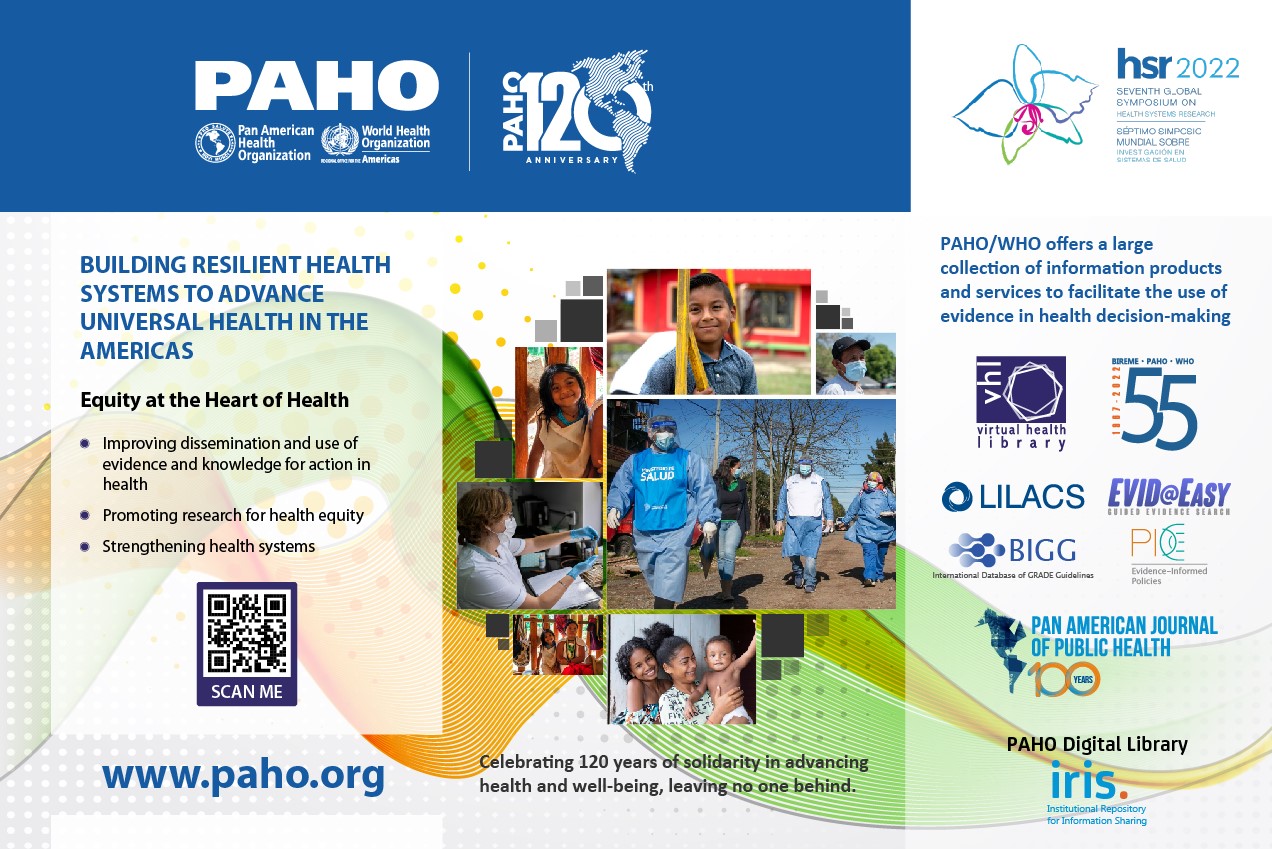 PAHO
Pan American
Health
Organization
World Health
Organization
REGIONAL OFFICE FOR THE Americas
PAHO
120th
ANNIVERSARY
hsr2022
SEVENTH GLOBAL
SYMPOSIUM ON
HEALTH SYSTEMS RESEARCH
SÉPTIMO SIMPOSIO
MUNDIAL SOBRE
INVESTIGACIÓN EN
SISTEMAS DE SALUD
BUILDING RESILIENT HEALTH
SYSTEMS TO ADVANCE
UNIVERSAL HEALTH IN THE
AMERICAS
Equity at the Heart of Health
Improving dissemination and use of
evidence and knowledge for action in
health
Promoting research for health equity
Strengthening health systems
SCAN ME
www.paho.org
SALUD
Celebrating 120 years of solidarity in advancing
health and well-being, leaving no one behind.
PAHO/WHO offers a large
collection of information products
and services to facilitate the use of
evidence in health decision-making
vhl
virtual health
library
BIREME • PAHO • WHO
1967-2022
55
LILACS
EVID@EASY
GUIDED EVIDENCE SEARCH
BIGG
International Database of GRADE Guidelines
PIE
Evidence–Informed
Policies
PAN AMERICAN JOURNAL
OF PUBLIC HEALTH
100 YEARS
PAHO Digital Library
iris.
Institutional Repository
for Information Sharing